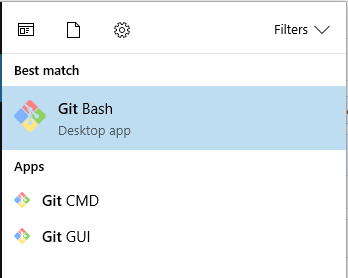 Filters
Best match
Git Bash
Desktop app
Apps
Git CMD
Git GUI